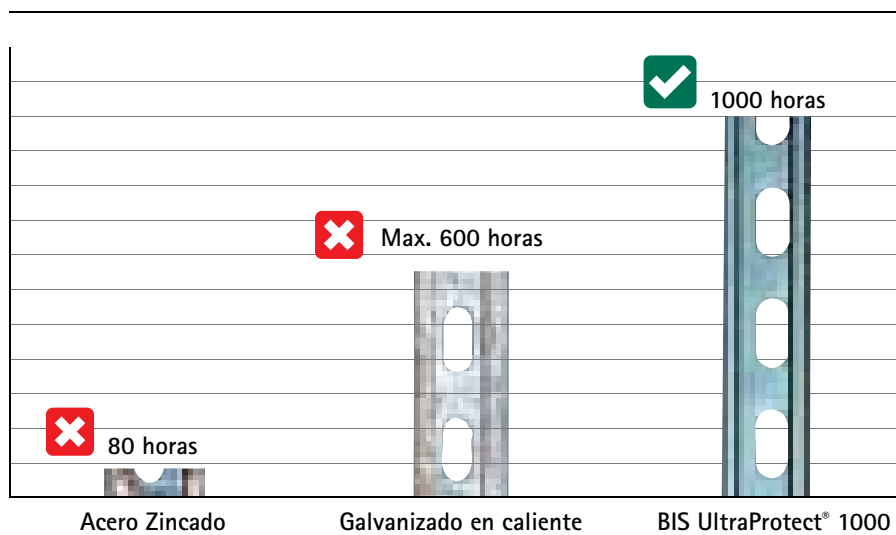 1000 horas
Max. 600 horas
80 horas
Acero Zincado
Galvanizado en caliente
BIS UltraProtect® 1000